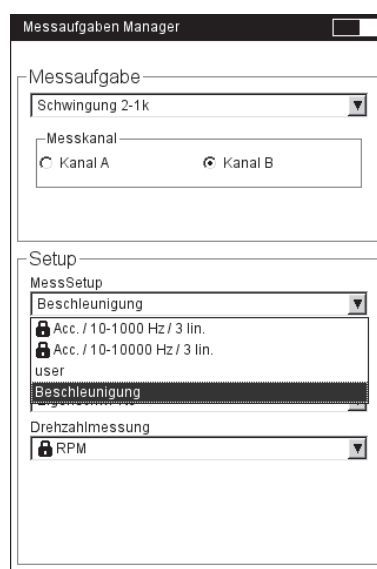 Messaufgaben Manager
Messaufgabe
Schwingung 2-1k
Messkanal
Kanal A
Kanal B
Setup
MessSetup
Beschleunigung
Acc. / 10-1000 Hz / 3 lin.
Acc. / 10-10000 Hz / 3 lin.
user
Beschleunigung
Drehzahlmessung
RPM